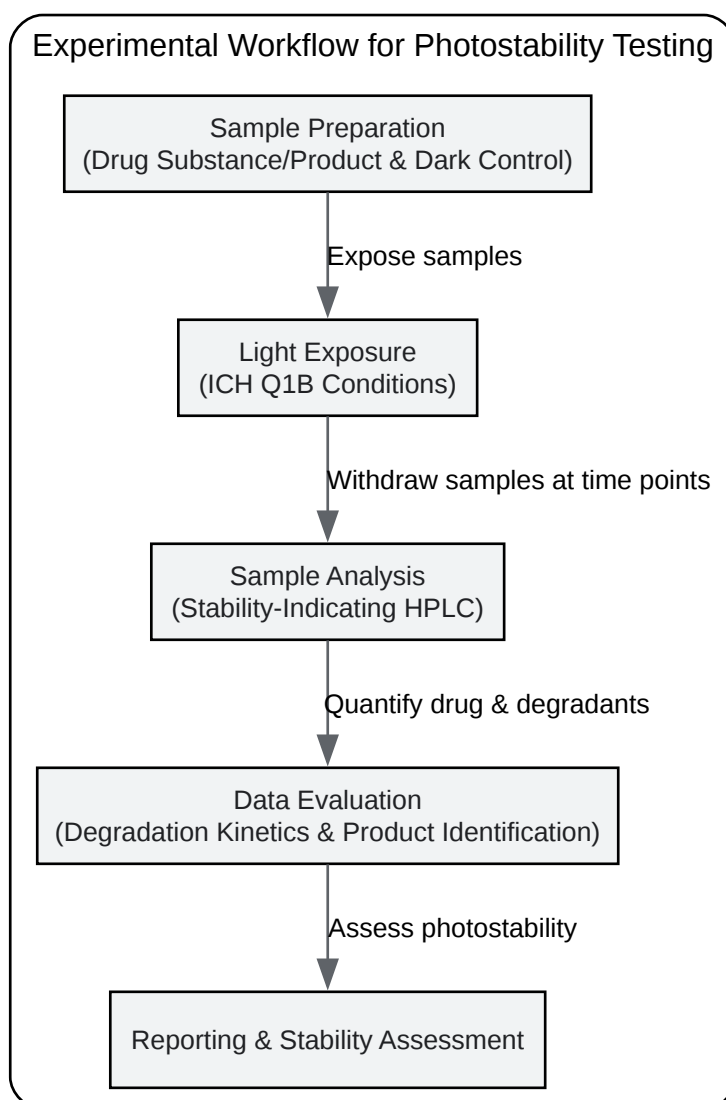 Experimental Workflow for Photostability Testing
Sample Preparation
(Drug Substance/Product & Dark Control)
Expose samples
Light Exposure
(ICH Q1B Conditions)
Withdraw samples at time points
Sample Analysis
(Stability-Indicating HPLC)
Quantify drug & degradants
Data Evaluation
(Degradation Kinetics & Product Identification)
Assess photostability
Reporting & Stability Assessment